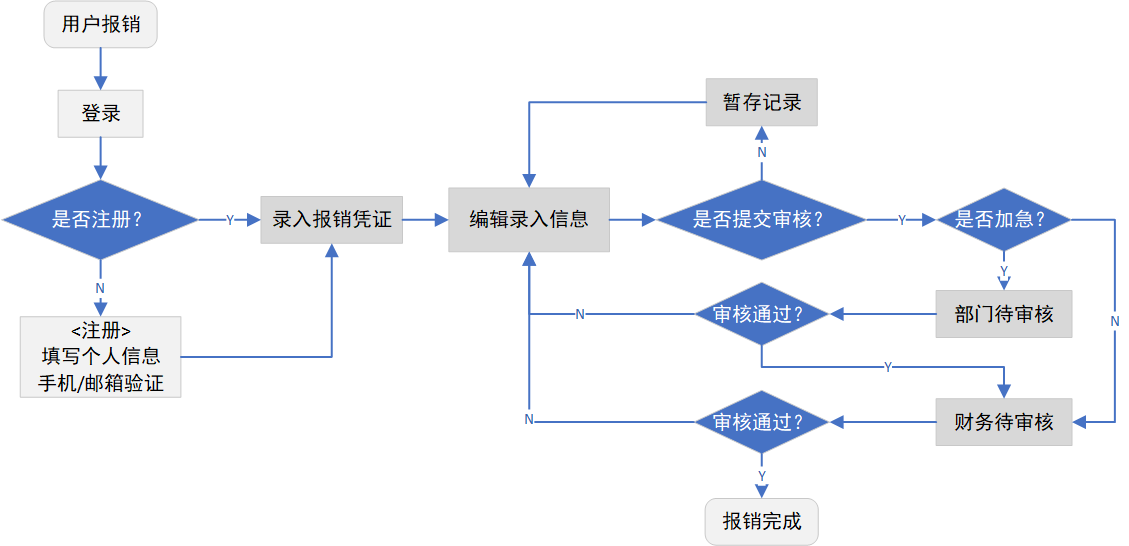 用户报销
登录
是否注册?
Y
N
<注册>
填写个人信息
手机/邮箱验证
录入报销凭证
编辑录入信息
暂存记录
N
是否提交审核?
Y
是否加急?
Y
N
部门待审核
审核通过?
N
Y
财务待审核
审核通过?
N
Y
报销完成